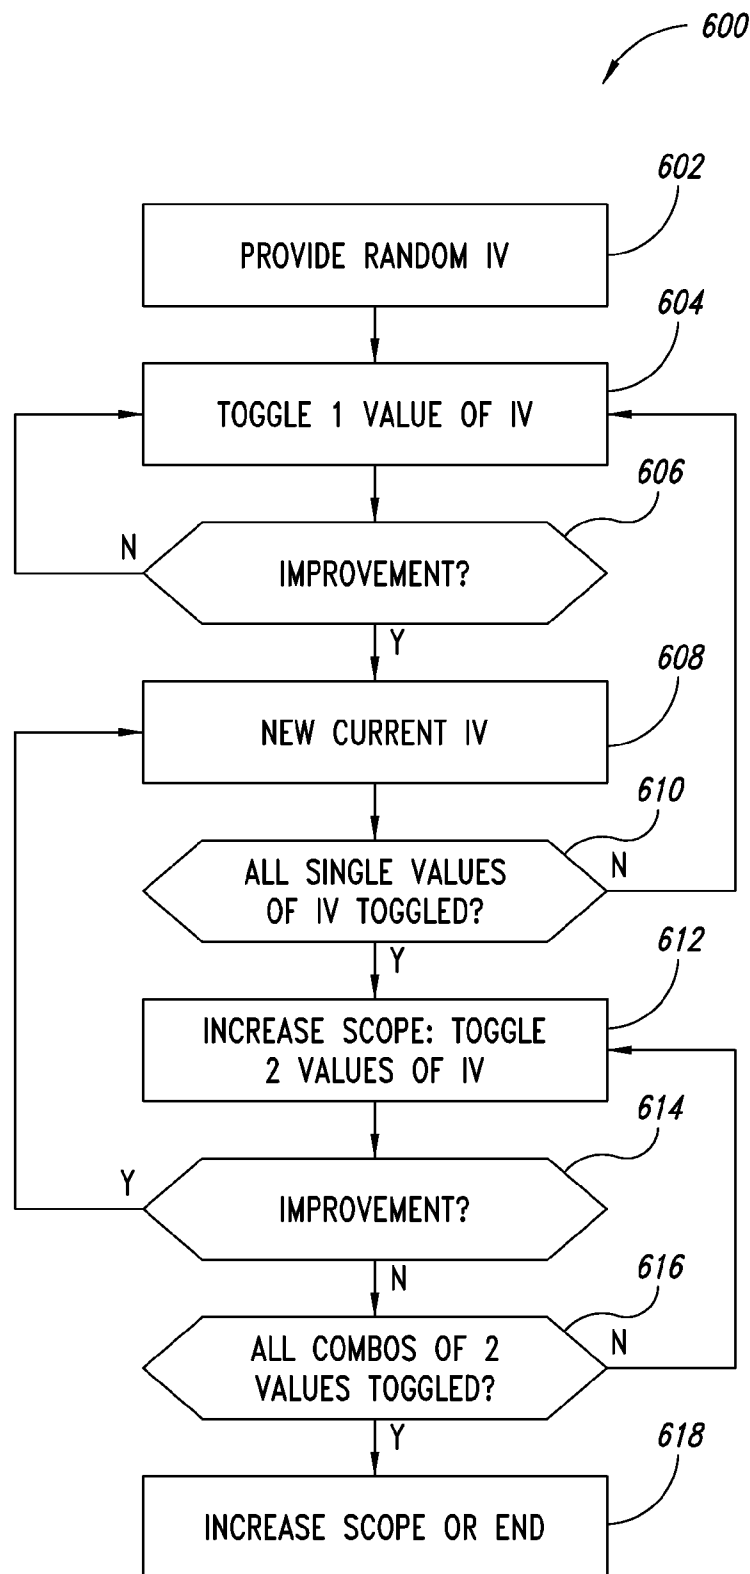 600
602
PROVIDE RANDOM IV
604
TOGGLE 1 VALUE OF IV
606
N
IMPROVEMENT?
Y
608
NEW CURRENT IV
610
ALL SINGLE VALUES
OF IV TOGGLED?
N
Y
612
INCREASE SCOPE: TOGGLE
2 VALUES OF IV
614
Y
IMPROVEMENT?
N
616
ALL COMBOS OF 2
VALUES TOGGLED?
N
Y
618
INCREASE SCOPE OR END